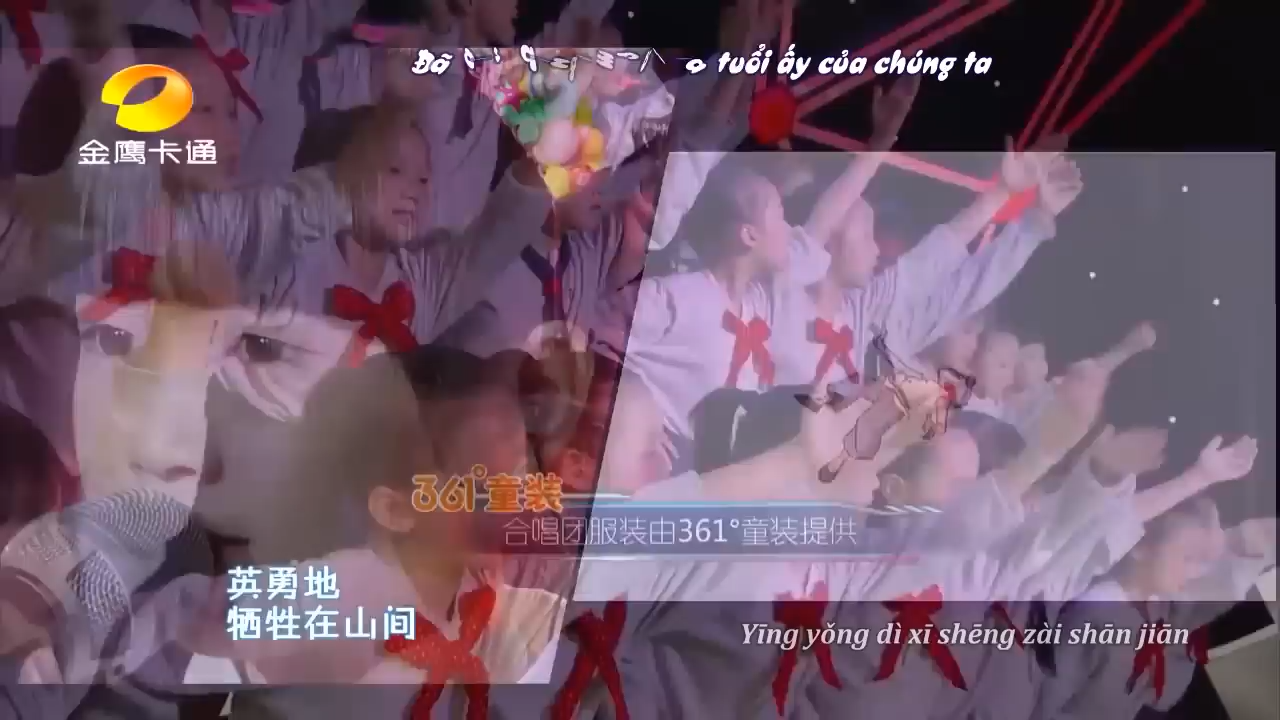 Đã
tuổi ấy của chúng ta
金鹰卡通
361°童装
合唱团服装由361°童装提供
英勇地
牺牲在山间
Yīng yǒng dì xī shēng zài shān jiān